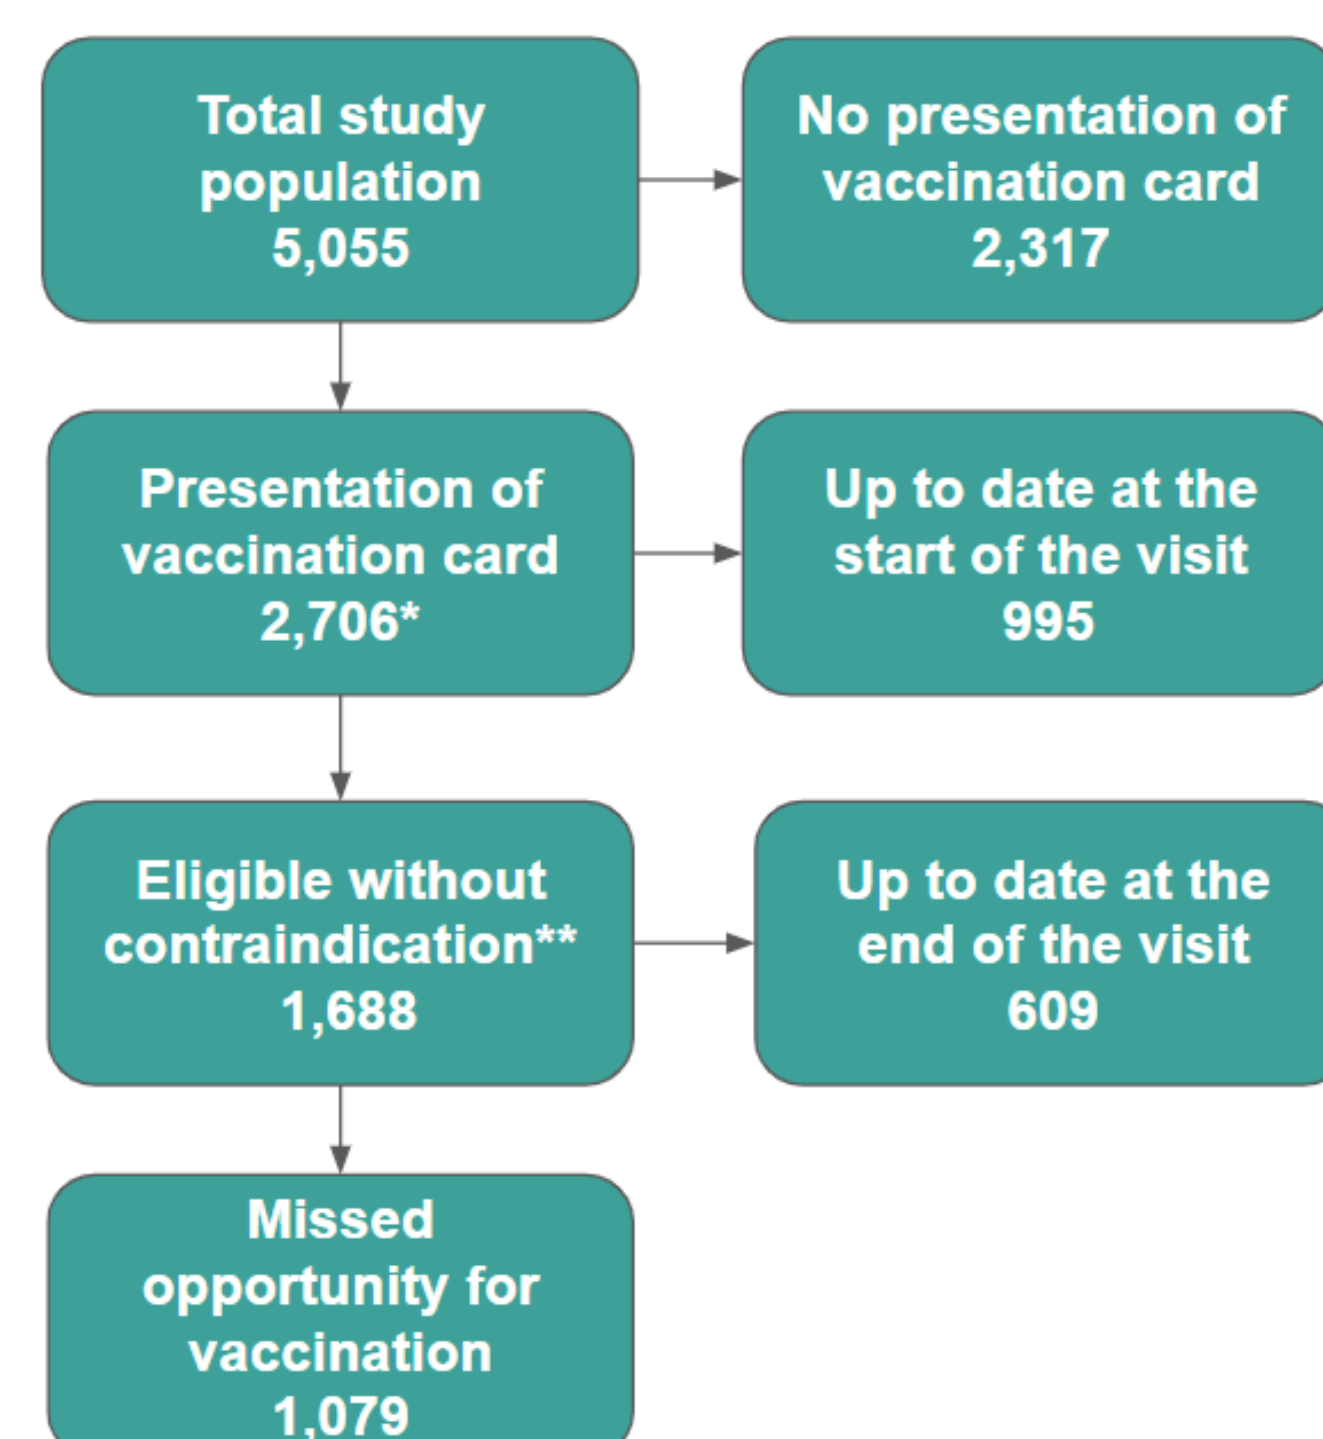 Total study
population
5,055
No presentation of
vaccination card
2,317
Presentation of
vaccination card
2,706*
Up to date at the
start of the visit
995
Eligible without
contraindication**
1,688
Up to date at the
end of the visit
609
Missed
opportunity for
vaccination
1,079